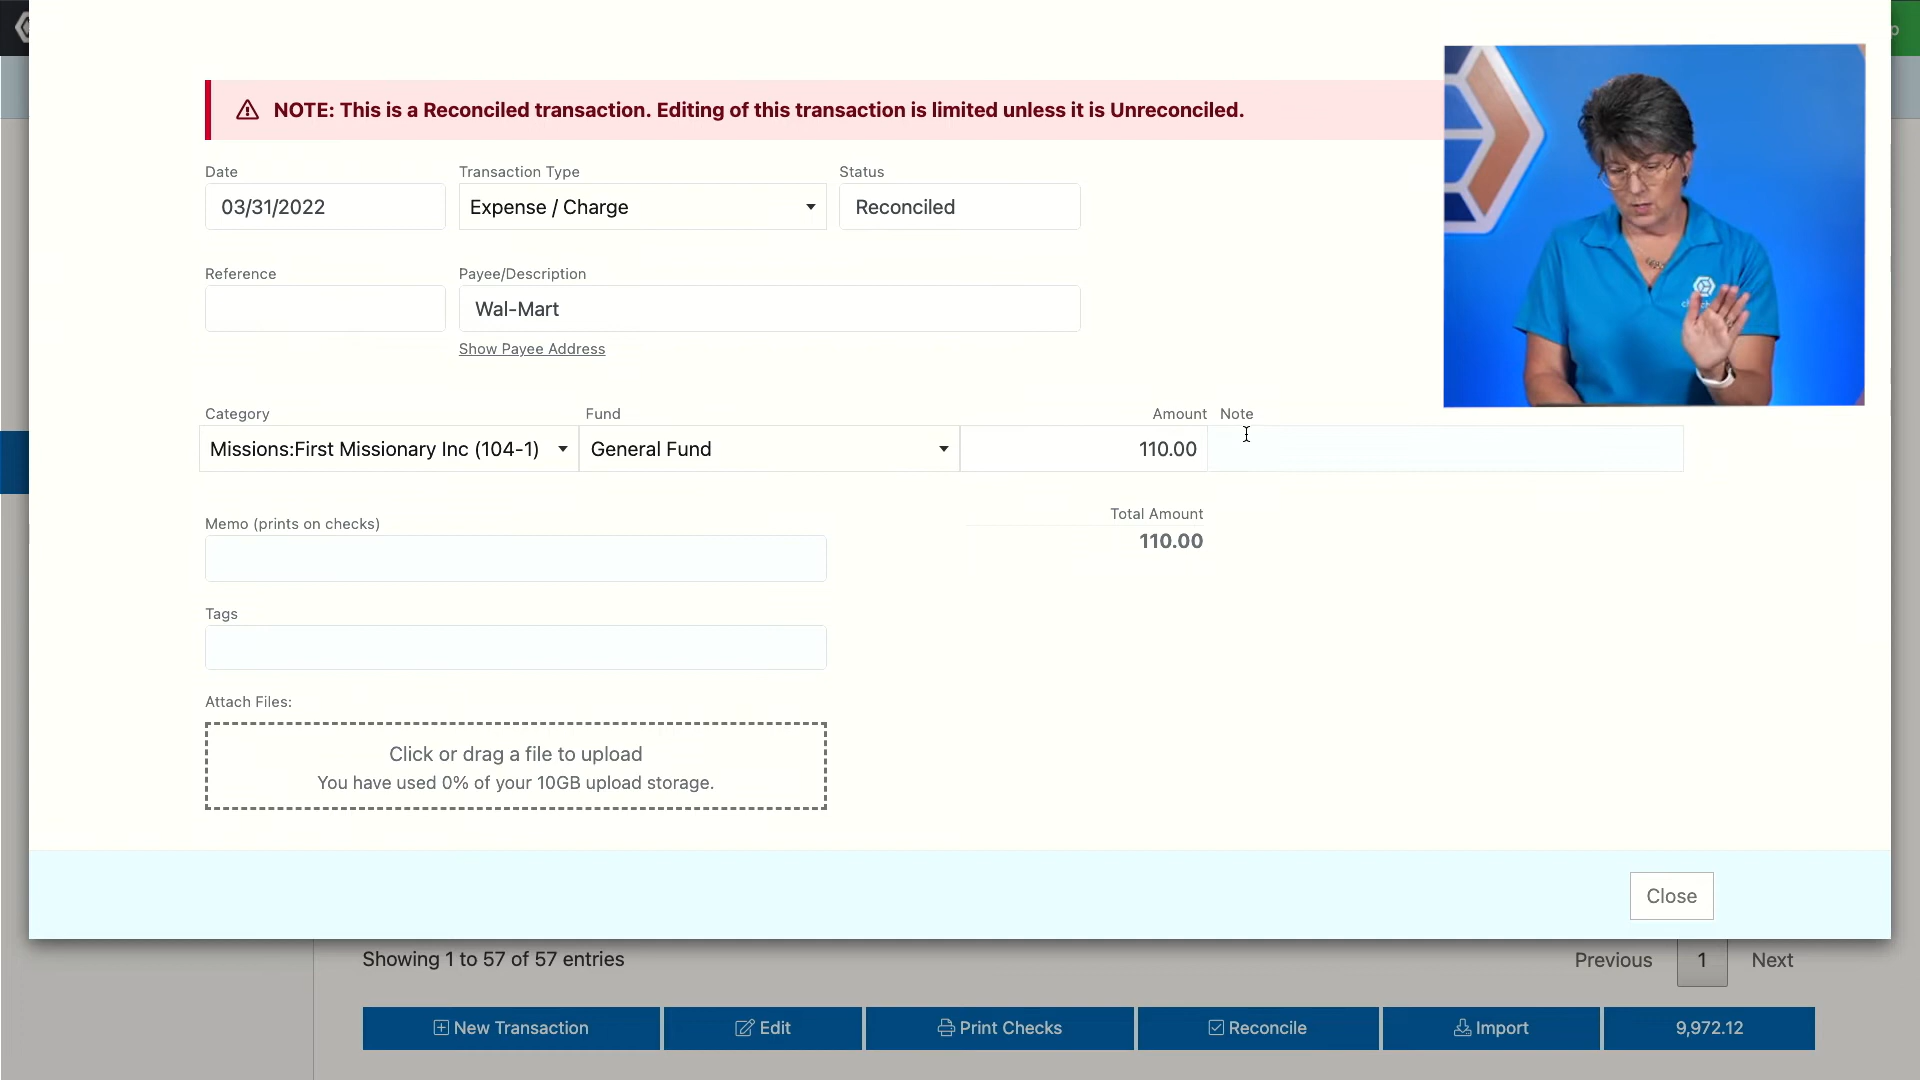 NOTE: This is a Reconciled transaction. Editing of this transaction is limited unless it is Unreconciled.
Date
Transaction Type
Status
03/31/2022
Expense / Charge
Reconciled
Reference
Payee/Description
Wal-Mart
Show Payee Address
Category
Fund
Amount
Note
Missions:First Missionary Inc (104-1)
General Fund
110.00
Memo (prints on checks)
Total Amount
110.00
Tags
Attach Files:
Click or drag a file to upload
You have used 0% of your 10GB upload storage.
Close
Showing 1 to 57 of 57 entries
Previous
1
Next
New Transaction
Edit
Print Checks
Reconcile
Import
9,972.12